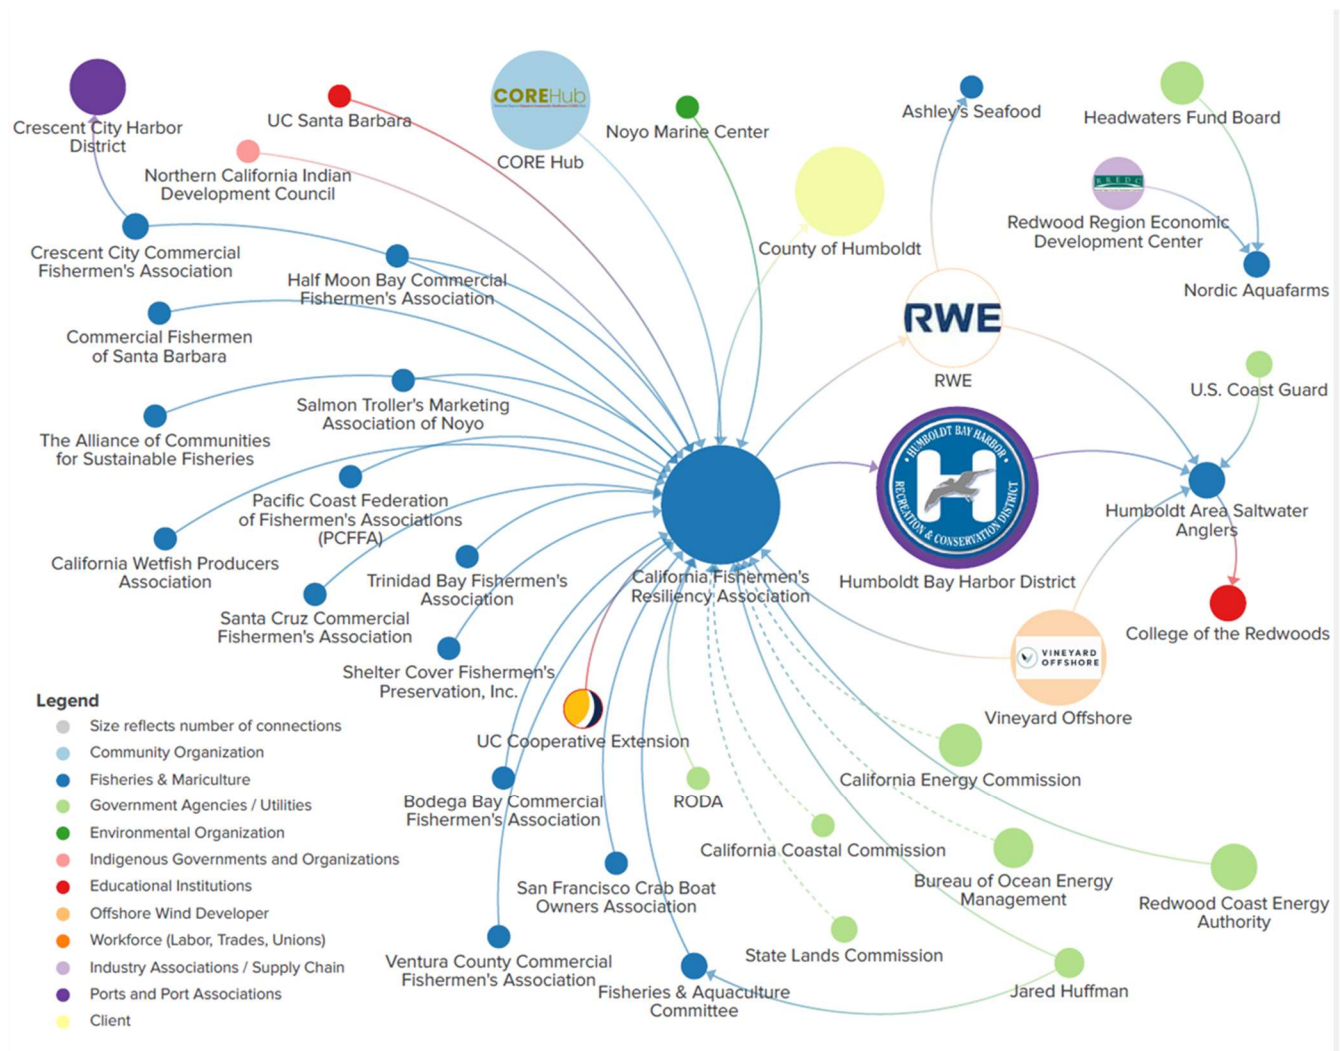 Crescent City Harbor
District
UC Santa Barbara
COREHub
CORE Hub
Noyo Marine Center
Ashley's Seafood
Headwaters Fund Board
Northern California Indian
Development Council
County of Humboldt
RREDC
Redwood Region Economic
Development Center
Nordic Aquafarms
Crescent City Commercial
Fishermen's Association
Half Moon Bay Commercial
Fishermen's Association
Commercial Fishermen
of Santa Barbara
RWE
RWE
U.S. Coast Guard
Salmon Troller's Marketing
Association of Noyo
The Alliance of Communities
for Sustainable Fisheries
HUMBOLDT BAY HARBOR
H
RECREATION & CONSERVATION DISTRICT
Humboldt Bay Harbor District
Humboldt Area Saltwater
Anglers
Pacific Coast Federation
of Fishermen's Associations
(PCFFA)
California Wetfish Producers
Association
Trinidad Bay Fishermen's
Association
California Fishermen's
Resiliency Association
Santa Cruz Commercial
Fishermen's Association
College of the Redwoods
Shelter Cover Fishermen's
Preservation, Inc.
VINEYARD
OFFSHORE
Vineyard Offshore
UC Cooperative Extension
California Energy Commission
Bodega Bay Commercial
Fishermen's Association
RODA
California Coastal Commission
Bureau of Ocean Energy
Management
Redwood Coast Energy
Authority
San Francisco Crab Boat
Owners Association
State Lands Commission
Ventura County Commercial
Fishermen's Association
Fisheries & Aquaculture
Committee
Jared Huffman
Legend
Size reflects number of connections
Community Organization
Fisheries & Mariculture
Government Agencies / Utilities
Environmental Organization
Indigenous Governments and Organizations
Educational Institutions
Offshore Wind Developer
Workforce (Labor, Trades, Unions)
Industry Associations / Supply Chain
Ports and Port Associations
Client